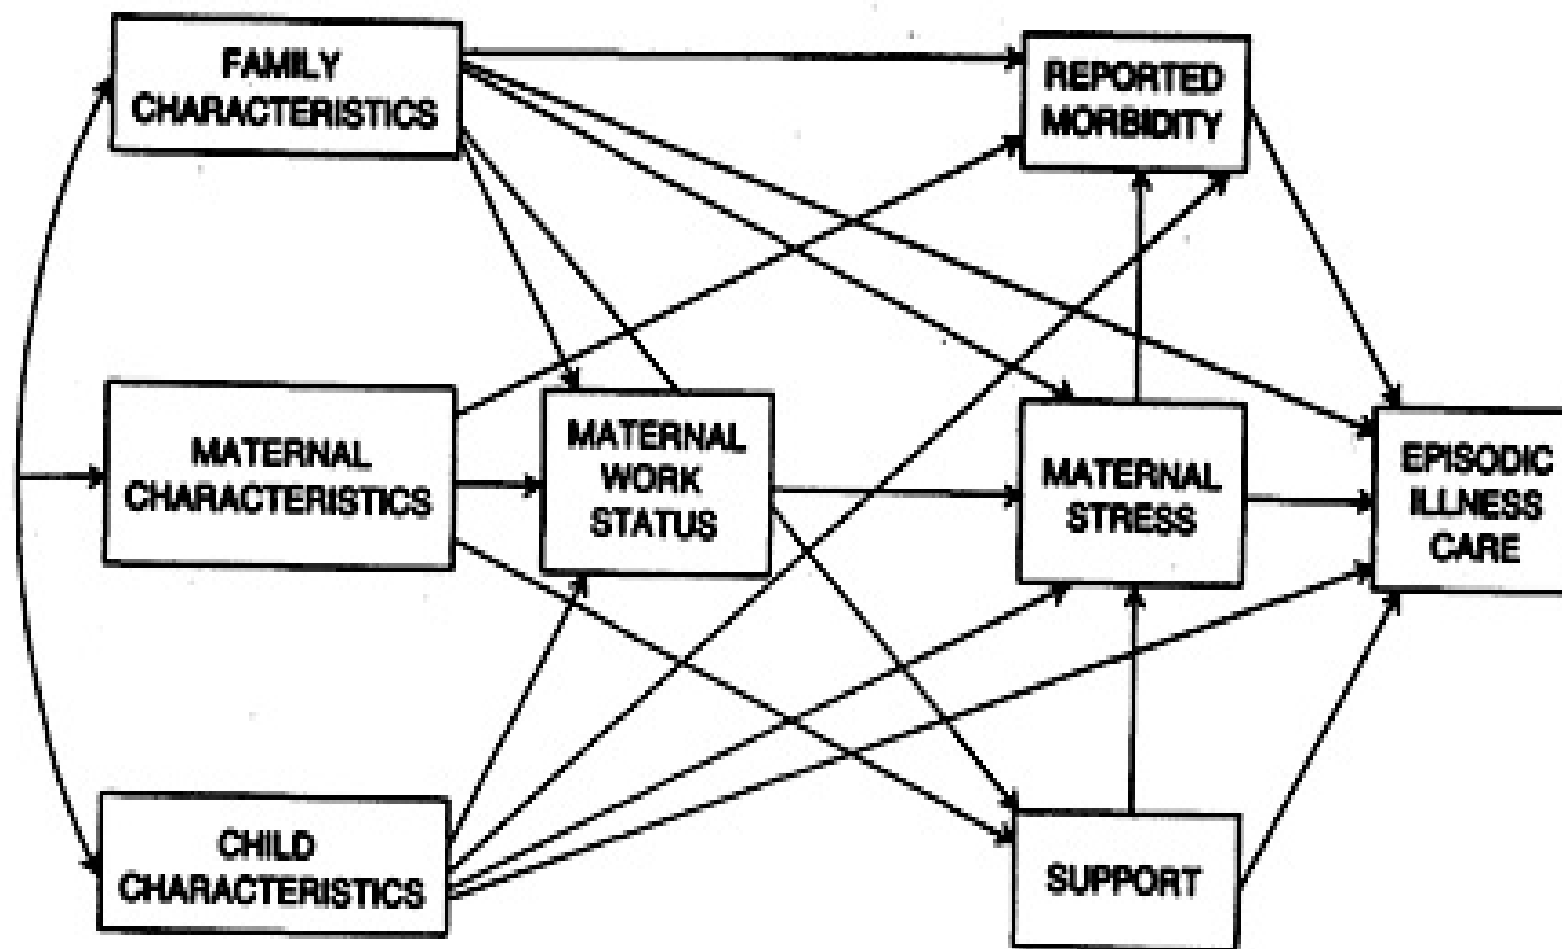 FAMILY
CHARACTERISTICS
REPORTED
MORBIDITY
MATERNAL
CHARACTERISTICS
MATERNAL
WORK
STATUS
MATERNAL
STRESS
EPISODIC
ILLNESS
CARE
CHILD
CHARACTERISTICS
SUPPORT